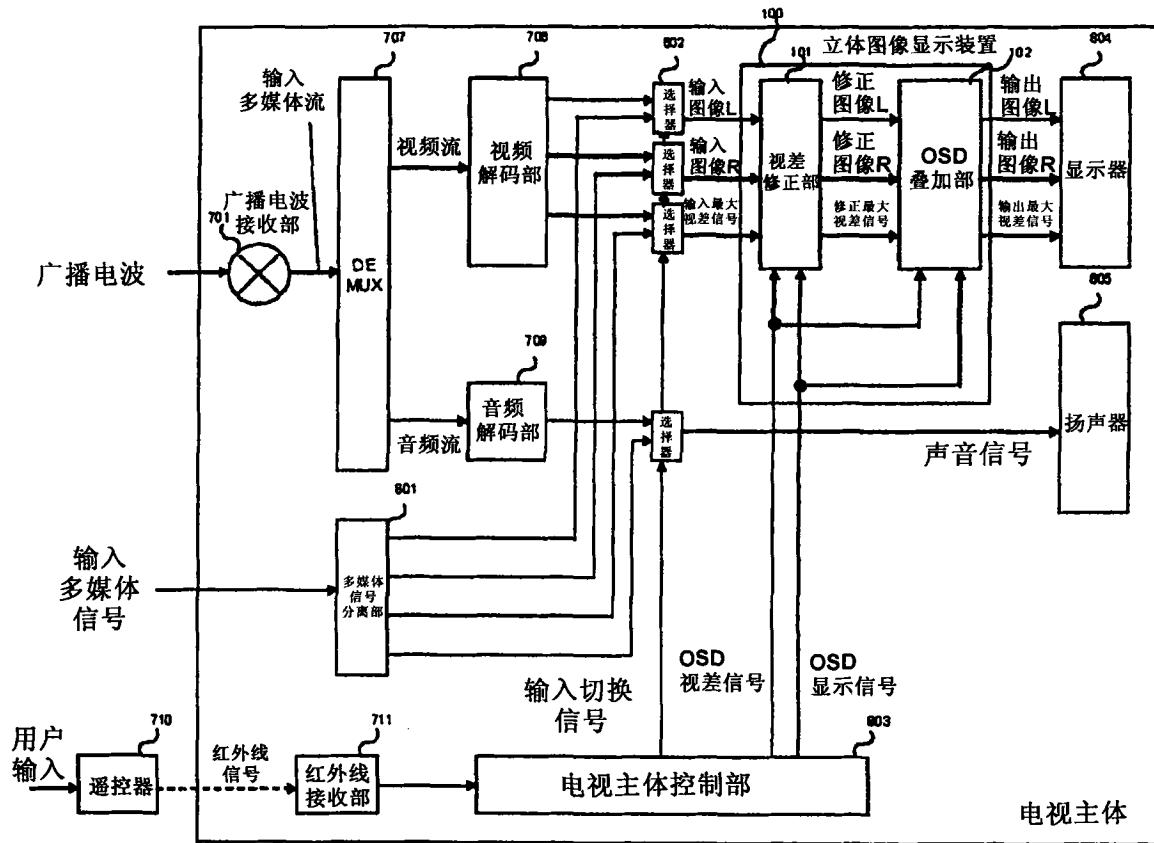 100
707
708
802
立体图像显示装置
804
101
102
输入
多媒体流
选择器
输入
图像L
修正
图像L
输出
图像L
视频流
视频
解码部
选择器
输入
图像R
视差
修正部
修正
图像R
OSD
叠加部
输出
图像R
显示器
广播电波
接收部
701
选择器
输入最大
视差信号
修正最大
视差信号
输出最大
视差信号
广播电波
DE
MUX
805
709
音频
解码部
选择器
扬声器
音频流
声音信号
801
输入
多媒体
信号
多媒体
信号
分离部
OSD
视差信号
OSD
显示信号
输入切换
信号
710
711
803
用户
输入
遥控器
红外线
信号
红外线
接收部
电视主体控制部
电视主体